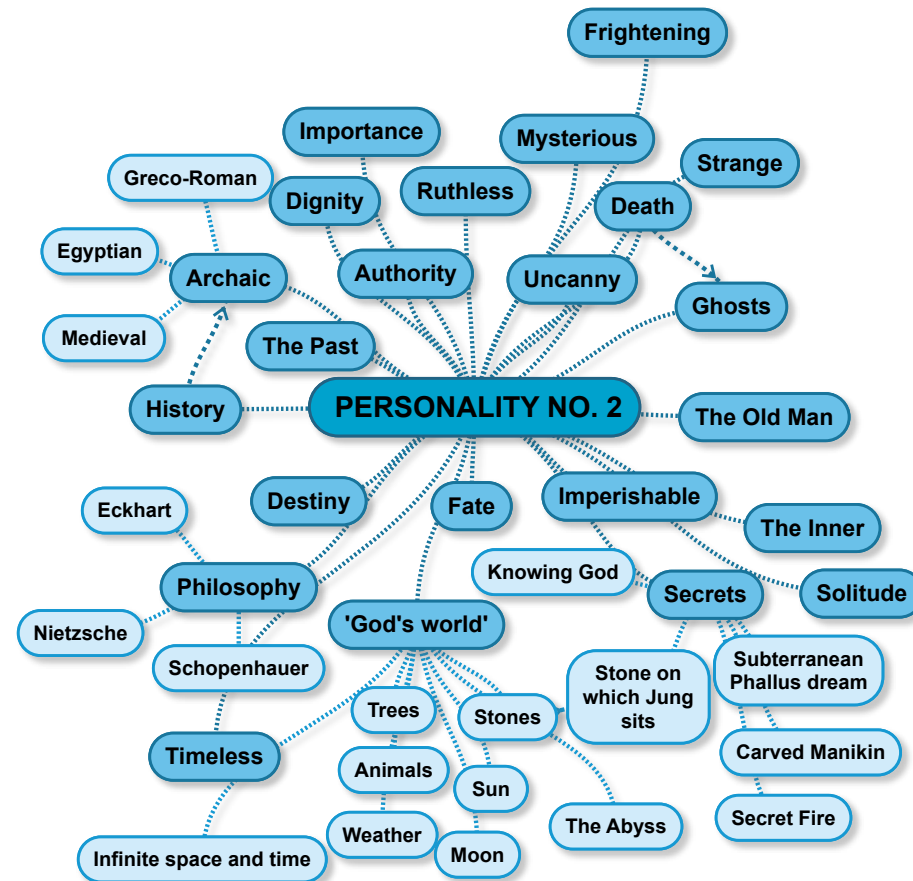 Frightening
Importance
Mysterious
Strange
Greco-Roman
Dignity
Ruthless
Death
Egyptian
Archaic
Authority
Uncanny
Ghosts
Medieval
The Past
History
PERSONALITY NO. 2
The Old Man
Destiny
Fate
Imperishable
Eckhart
The Inner
Philosophy
Knowing God
Secrets
Solitude
Nietzsche
'God's world'
Schopenhauer
Stone on
which Jung
sits
Subterranean
Phallus dream
Trees
Stones
Timeless
Animals
Sun
Carved Manikin
Weather
Moon
The Abyss
Secret Fire
Infinite space and time